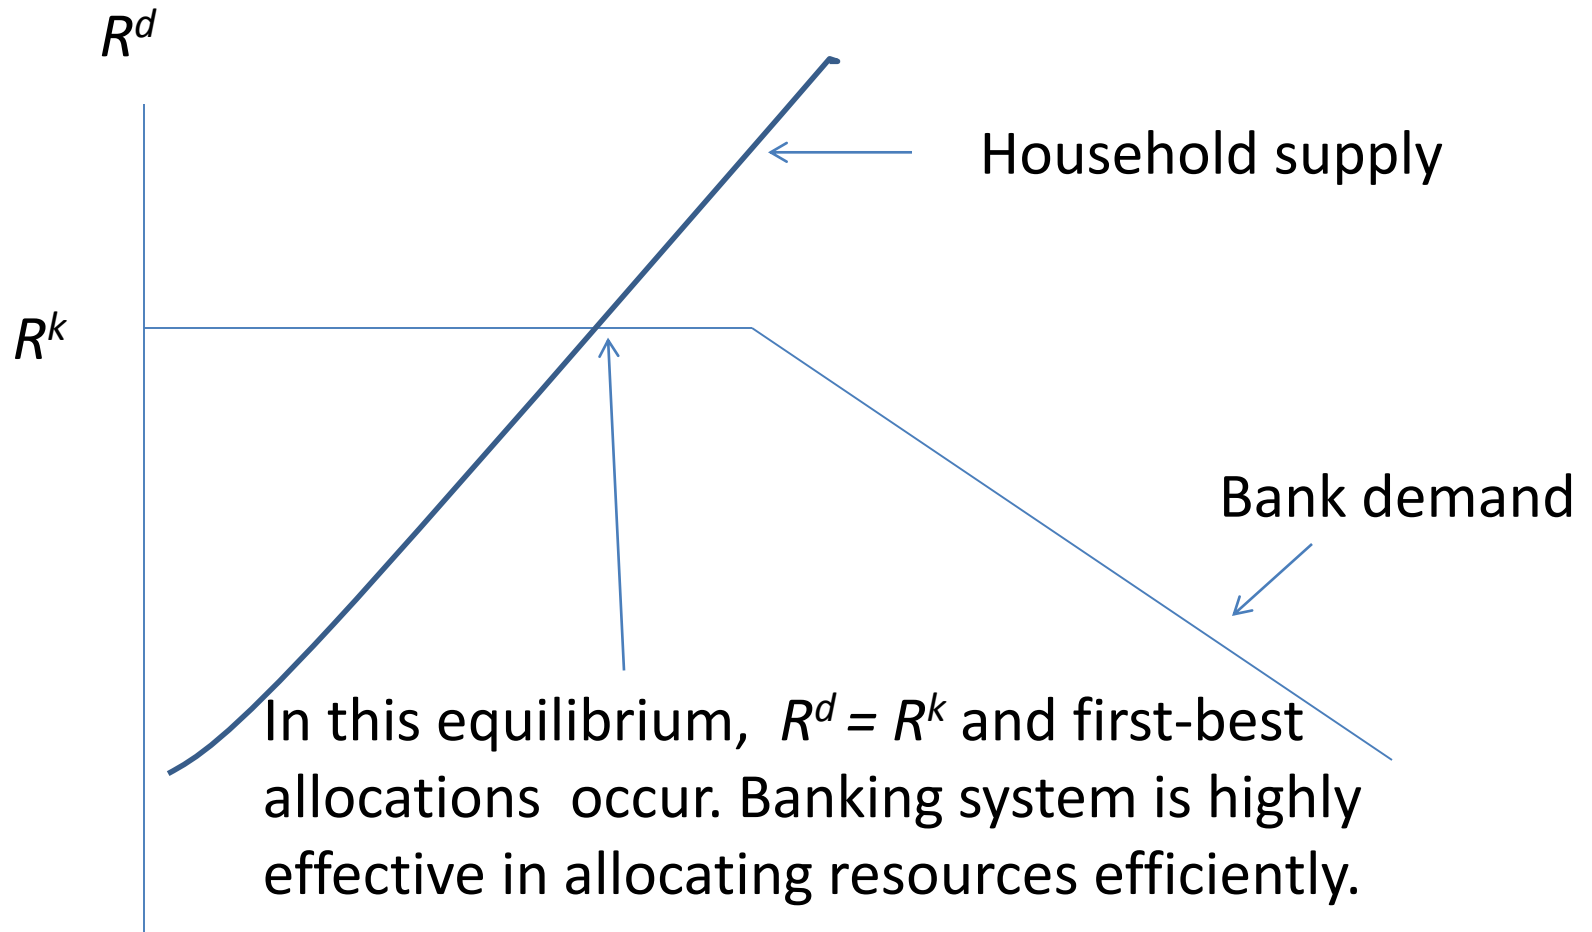 R^d
Household supply
R^k
Bank demand
In this equilibrium, R^d = R^k and first-best
allocations occur. Banking system is highly
effective in allocating resources efficiently.